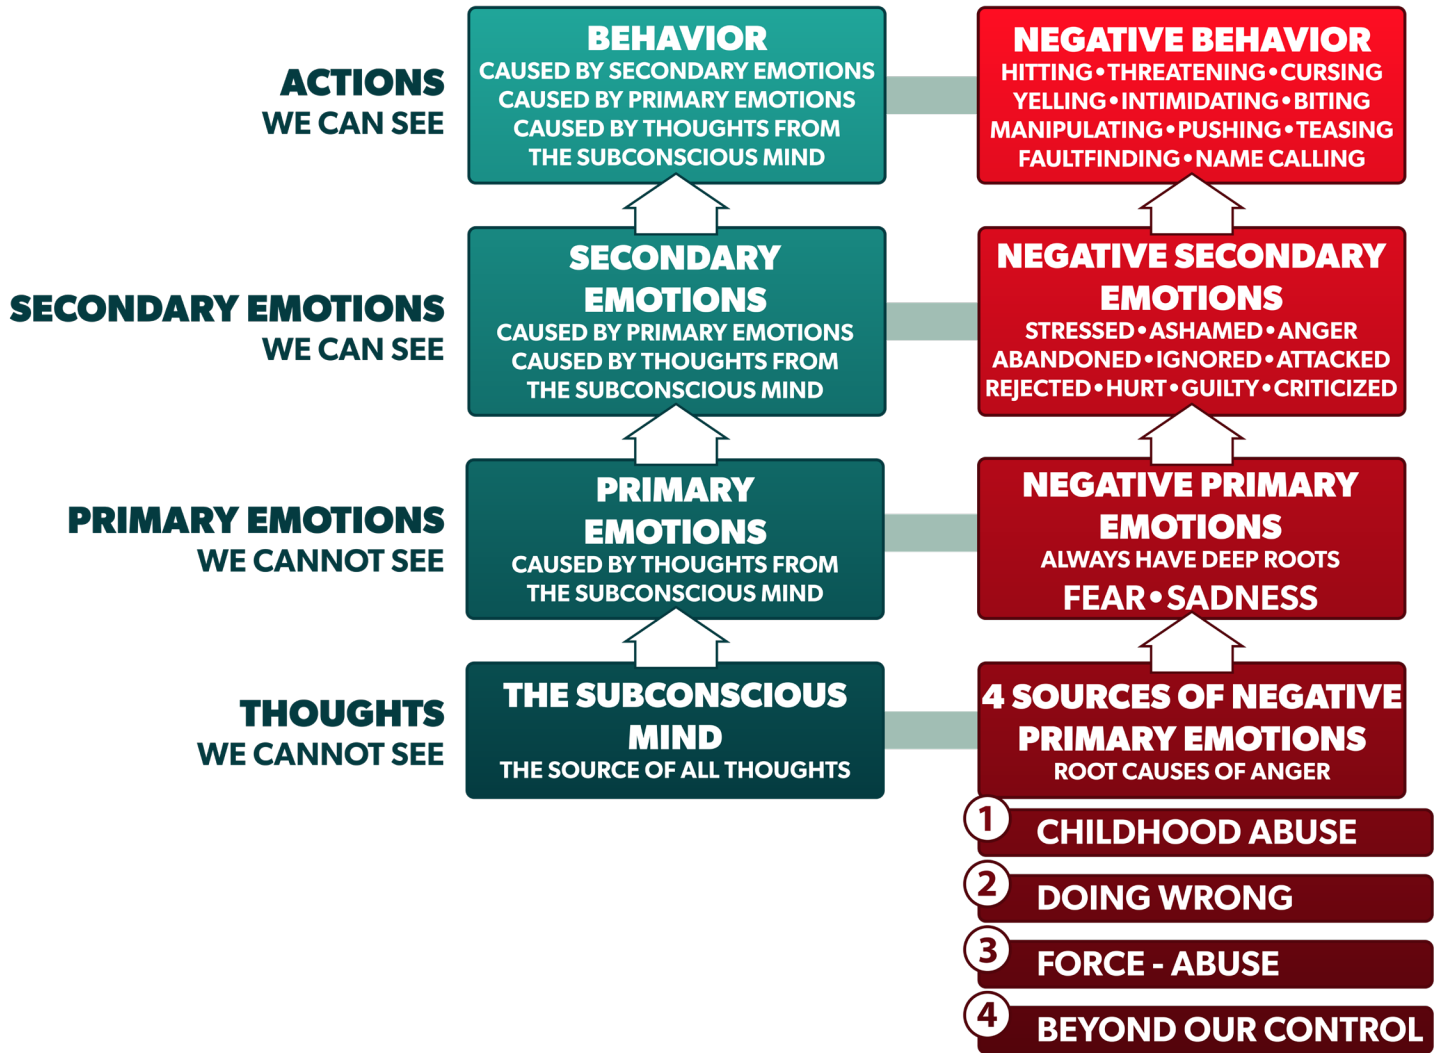 ACTIONS
WE CAN SEE
BEHAVIOR
CAUSED BY SECONDARY EMOTIONS
CAUSED BY PRIMARY EMOTIONS
CAUSED BY THOUGHTS FROM
THE SUBCONSCIOUS MIND
NEGATIVE BEHAVIOR
HITTING•THREATENING•CURSING
YELLING•INTIMIDATING•BITING
MANIPULATING•PUSHING•TEASING
FAULTFINDING•NAME CALLING
SECONDARY EMOTIONS
WE CAN SEE
SECONDARY
EMOTIONS
CAUSED BY PRIMARY EMOTIONS
CAUSED BY THOUGHTS FROM
THE SUBCONSCIOUS MIND
NEGATIVE SECONDARY
EMOTIONS
STRESSED•ASHAMED•ANGER
ABANDONED•IGNORED•ATTACKED
REJECTED•HURT•GUILTY•CRITICIZED
PRIMARY EMOTIONS
WE CANNOT SEE
PRIMARY
EMOTIONS
CAUSED BY THOUGHTS FROM
THE SUBCONSCIOUS MIND
NEGATIVE PRIMARY
EMOTIONS
ALWAYS HAVE DEEP ROOTS
FEAR•SADNESS
THOUGHTS
WE CANNOT SEE
THE SUBCONSCIOUS
MIND
THE SOURCE OF ALL THOUGHTS
4 SOURCES OF NEGATIVE
PRIMARY EMOTIONS
ROOT CAUSES OF ANGER
1 CHILDHOOD ABUSE
2 DOING WRONG
3 FORCE - ABUSE
4 BEYOND OUR CONTROL